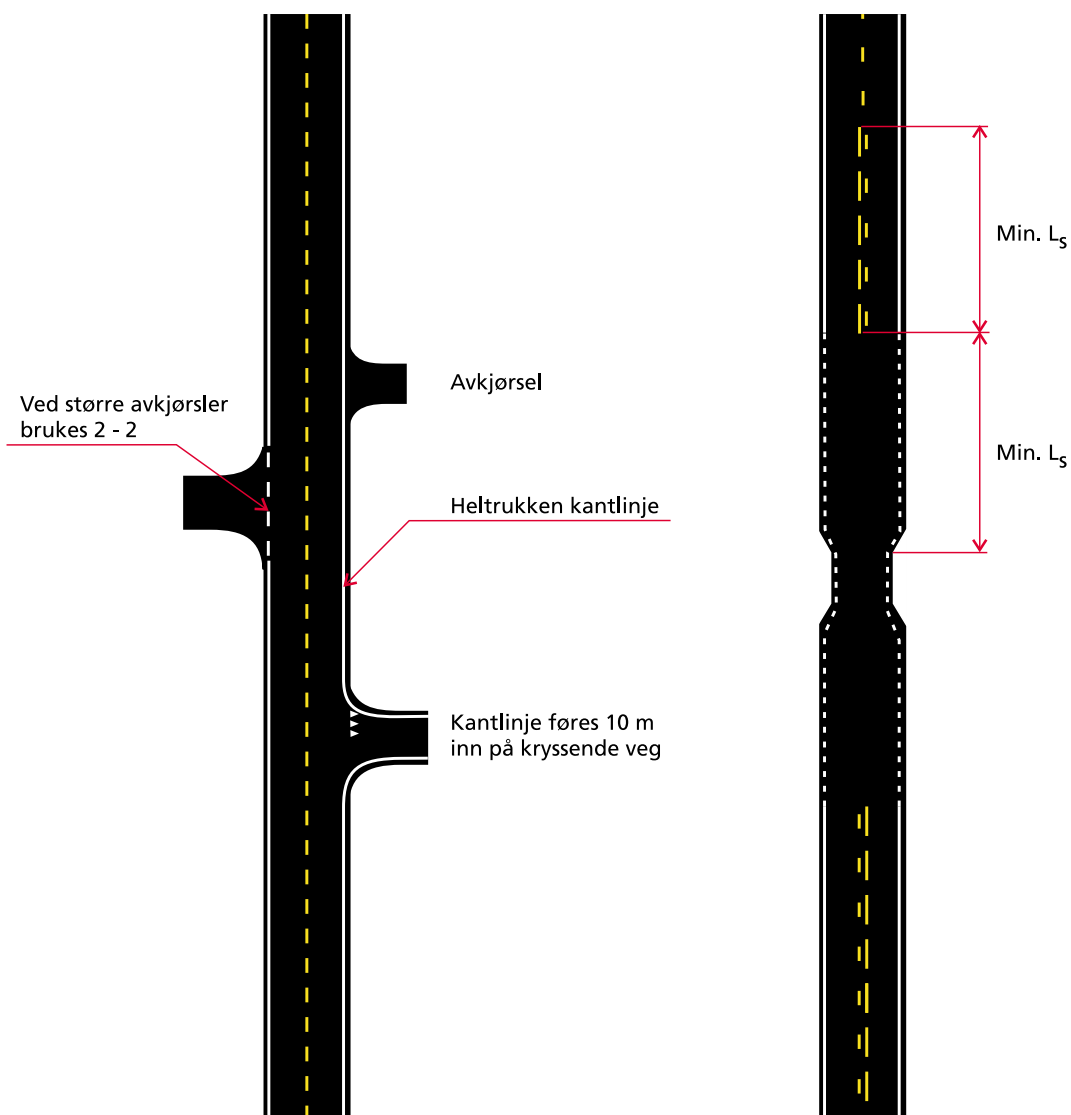 Min. LS
Avkjørsel
Ved større avkjørsler
brukes 2 - 2
Min. LS
Heltrukken kantlinje
Kantlinje føres 10 m
inn på kryssende veg